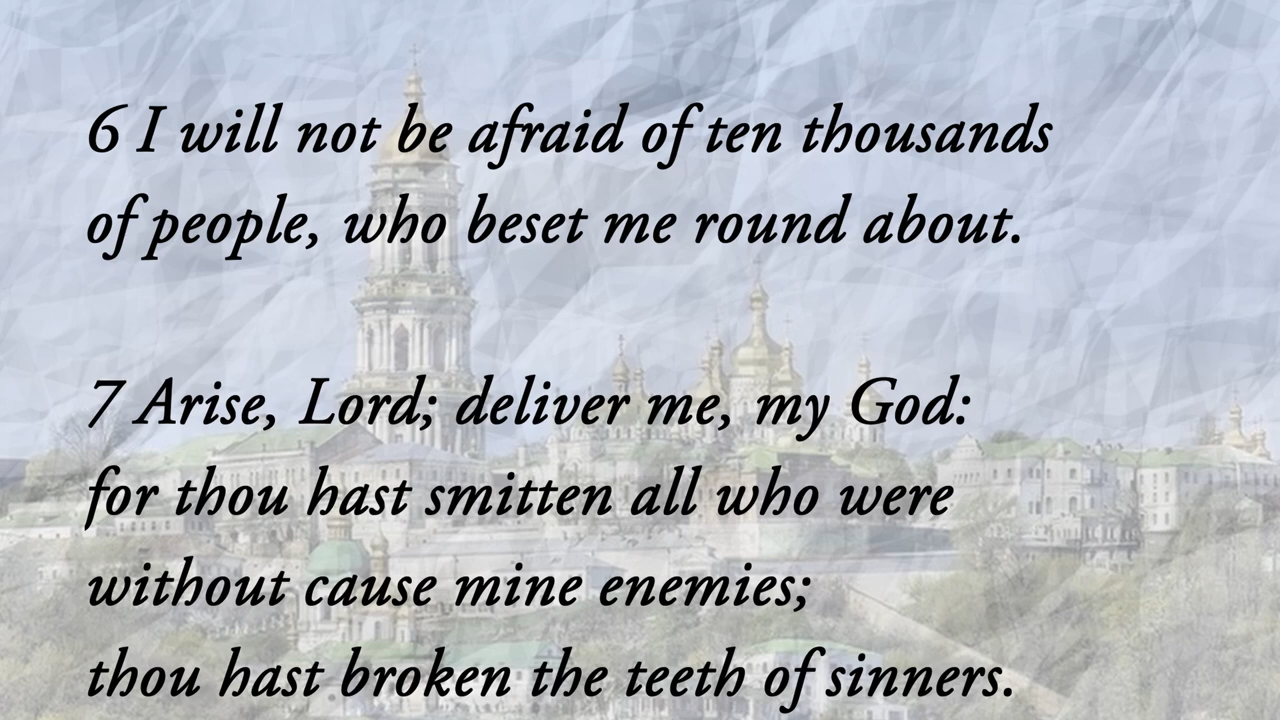 6 I will not be afraid of ten thousands
of people, who beset me round about.
7 Arise, Lord; deliver me, my God:
for thou hast smitten all who were
without cause mine enemies;
thou hast broken the teeth of sinners.